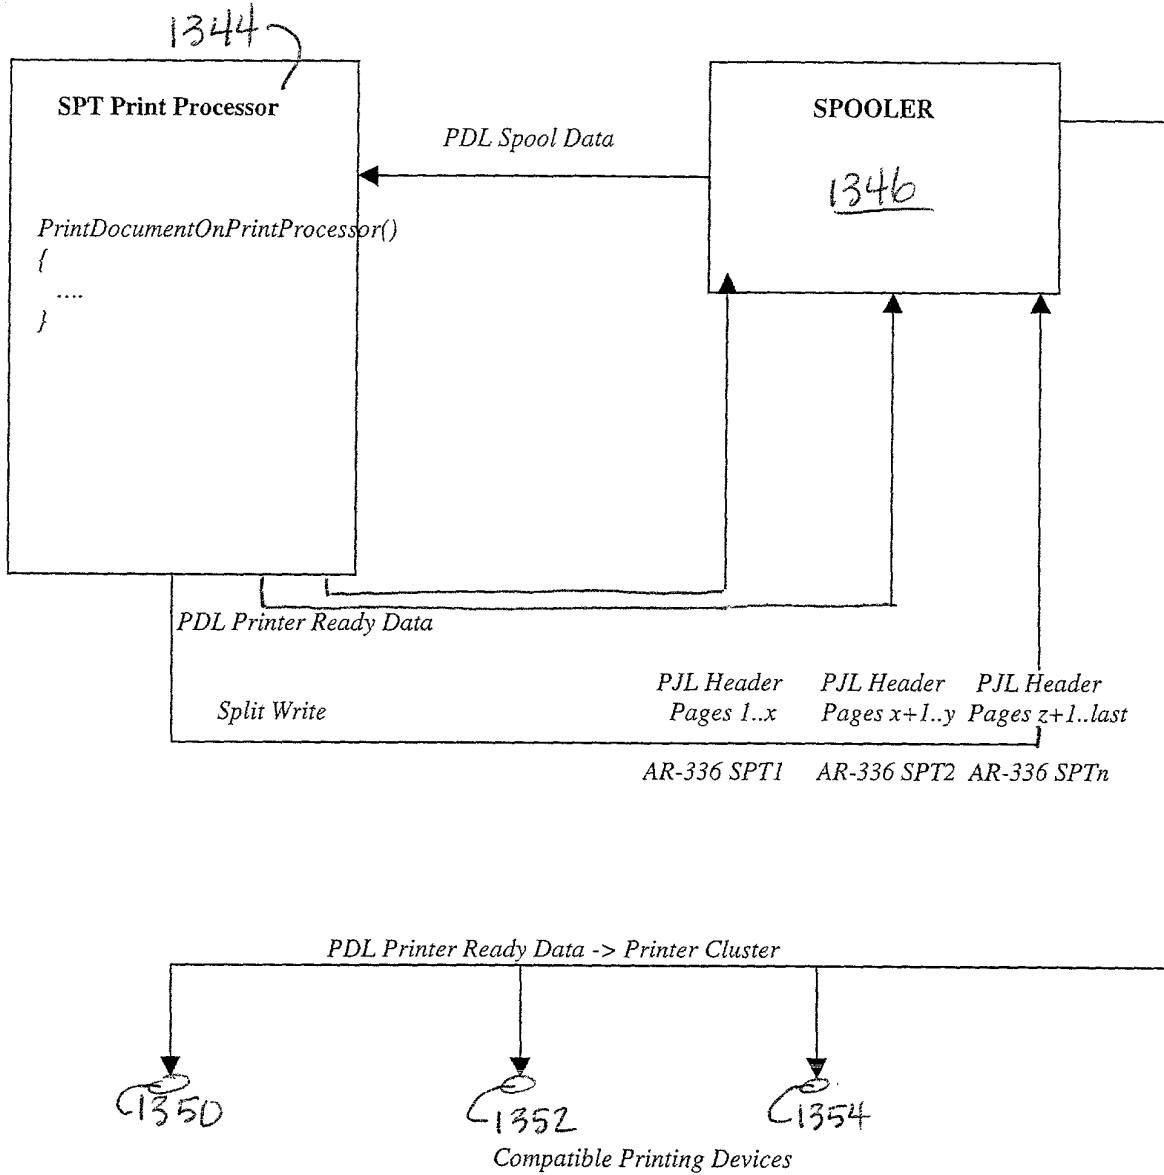 1344
SPT Print Processor
SPOOLER
PDL Spool Data
1346
PrintDocumentOnPrintProcessor()
{
....
}
PDL Printer Ready Data
PJL Header PJL Header PJL Header
Split Write
Pages 1..x Pages x+1..y Pages z+1..last
AR-336 SPT1 AR-336 SPT2 AR-336 SPTn
PDL Printer Ready Data -> Printer Cluster
1350 1352 1354
Compatible Printing Devices